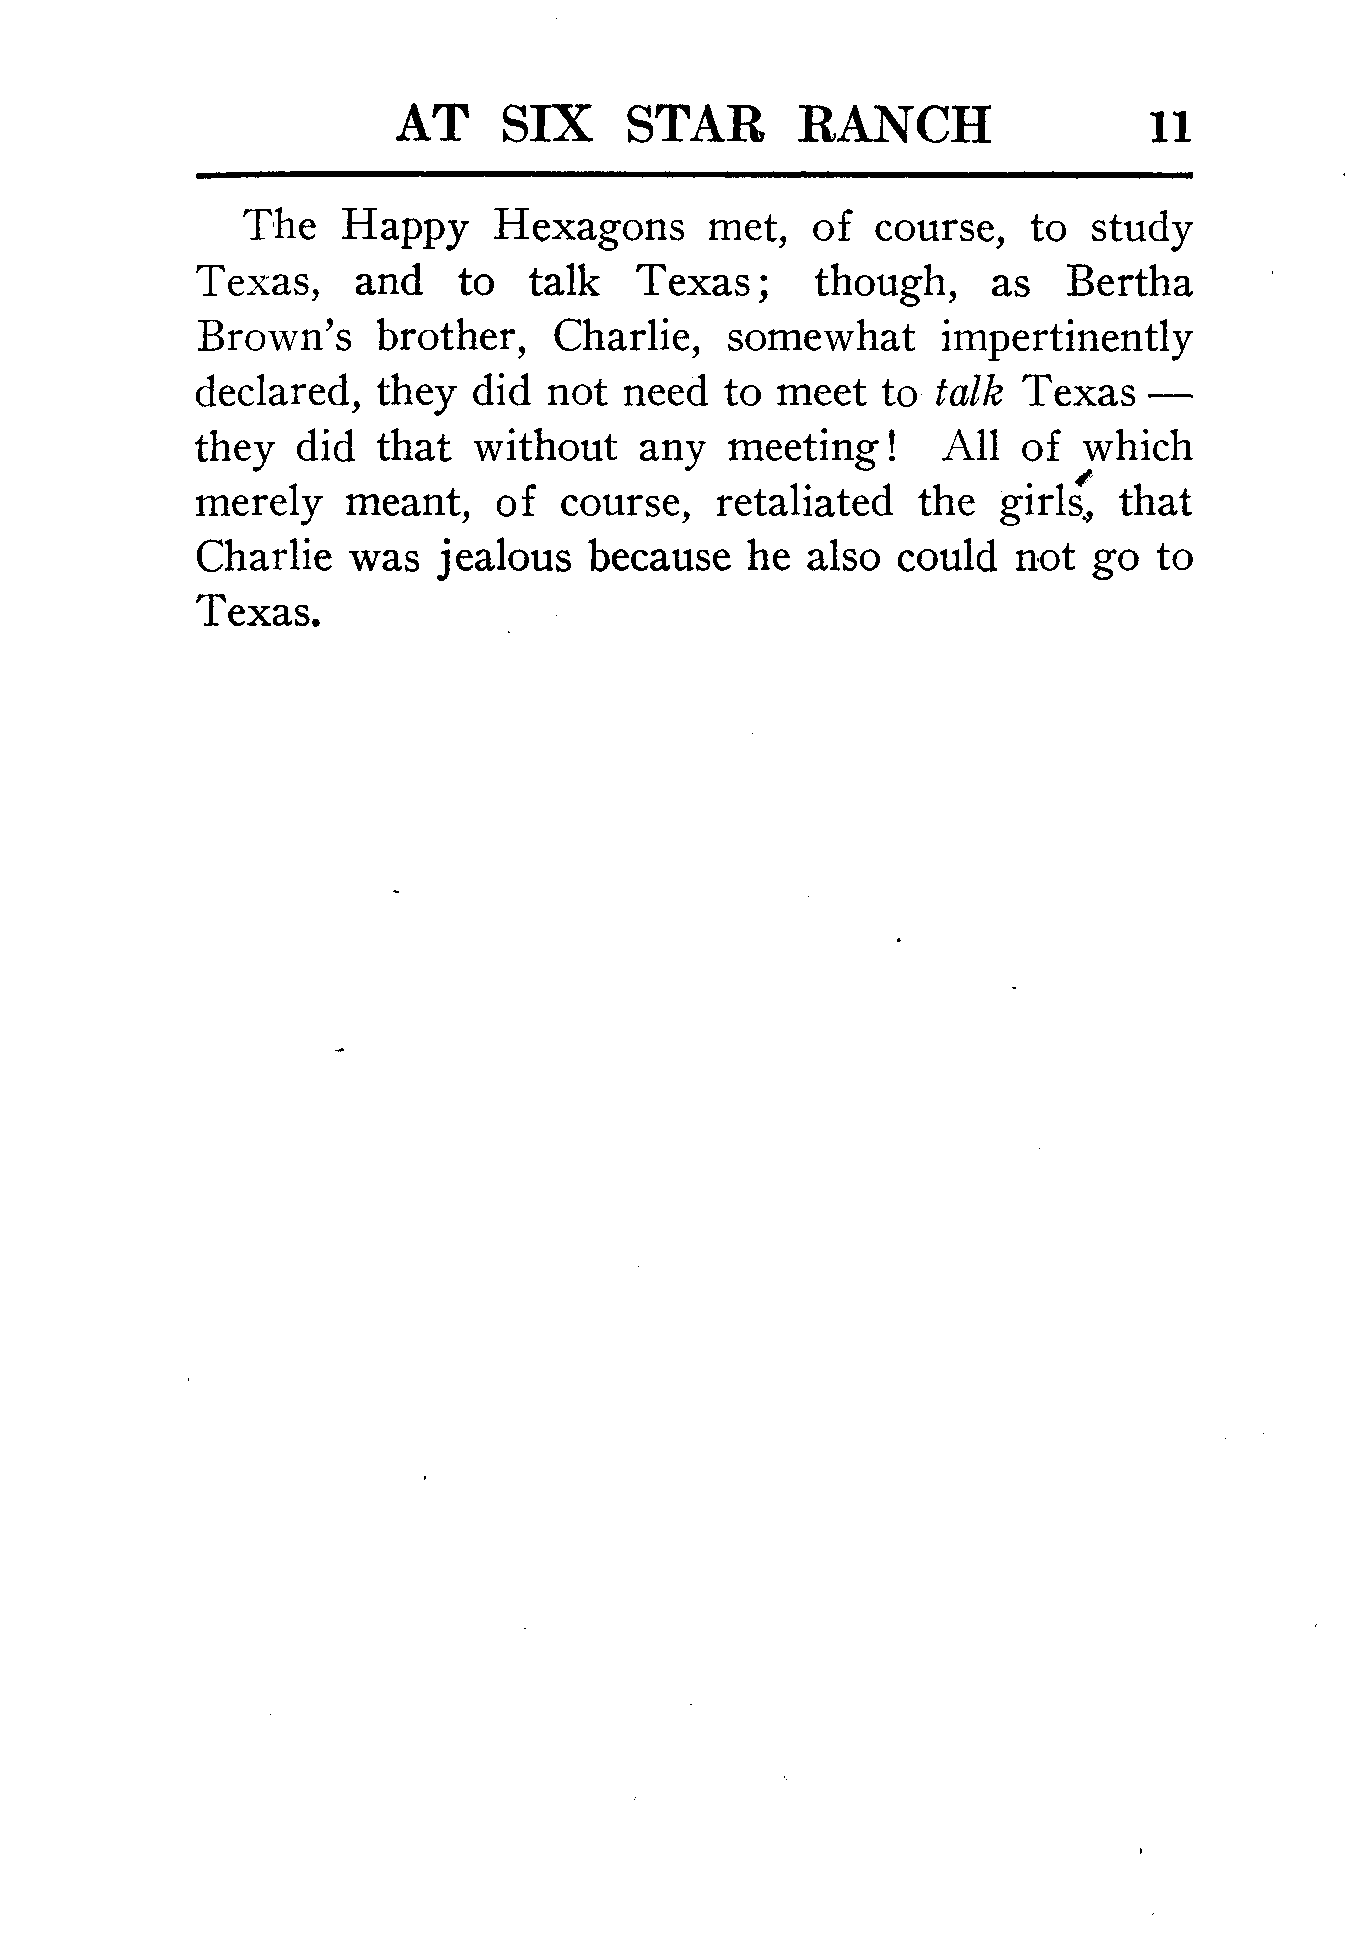 AT SIX STAR RANCH 11
The Happy Hexagons met, of course, to study
Texas, and to talk Texas; though, as Bertha
Brown's brother, Charlie, somewhat impertinently
declared, they did not need to meet to talk Texas —
they did that without any meeting! All of which
merely meant, of course, retaliated the girls, that
Charlie was jealous because he also could not go to
Texas.